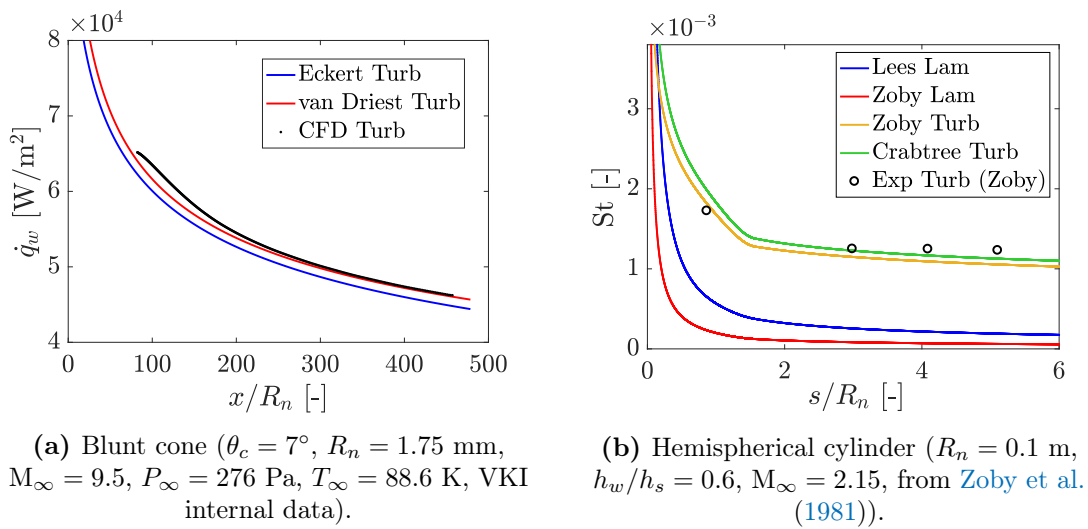 ×10⁴
8
7
6
5
4
q̇_w [W/m²]
0 100 200 300 400 500
x/R_n [-]
Eckert Turb
van Driest Turb
CFD Turb
(a) Blunt cone (θ_c = 7°, R_n = 1.75 mm,
M_∞ = 9.5, P_∞ = 276 Pa, T_∞ = 88.6 K, VKI
internal data).
×10⁻³
3
2
1
0
St [-]
0 2 4 6
s/R_n [-]
Lees Lam
Zoby Lam
Zoby Turb
Crabtree Turb
Exp Turb (Zoby)
(b) Hemispherical cylinder (R_n = 0.1 m,
h_w/h_s = 0.6, M_∞ = 2.15, from Zoby et al.
(1981)).